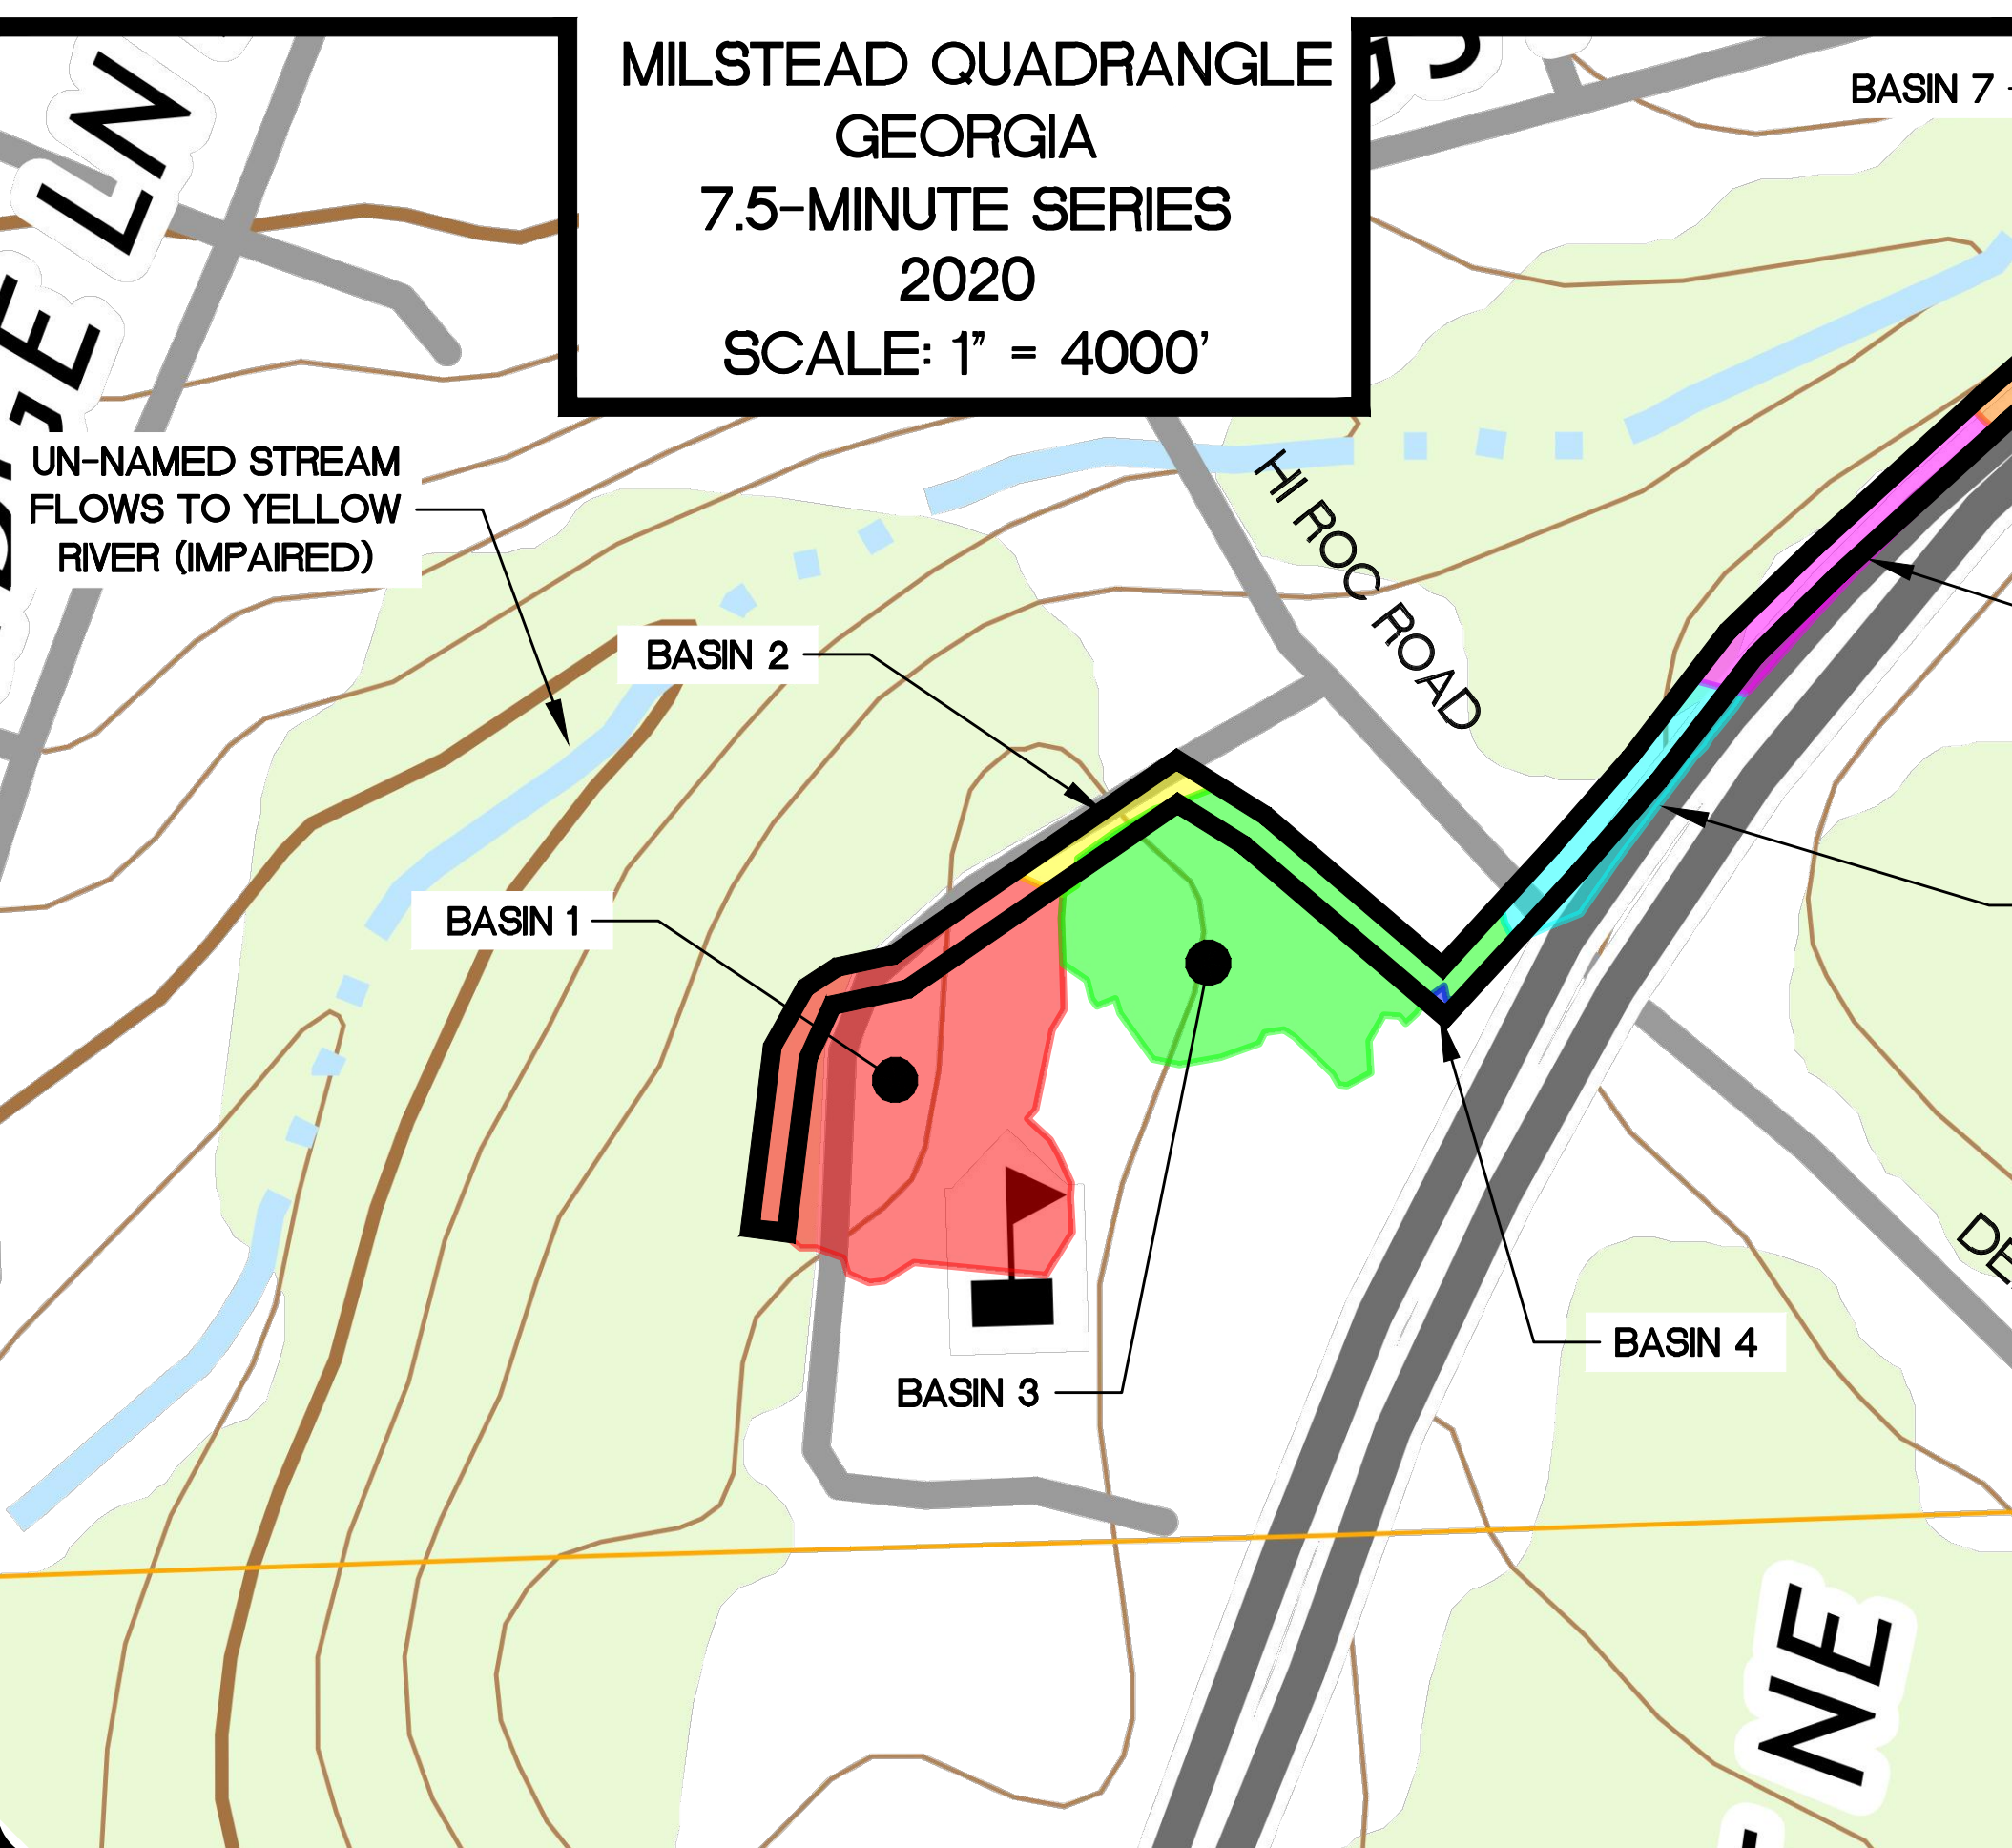 MILSTEAD QUADRANGLE
GEORGIA
7.5-MINUTE SERIES
2020
SCALE: 1" = 4000'
BASIN 7
LN
UN-NAMED STREAM
FLOWS TO YELLOW
RIVER (IMPAIRED)
HI ROC ROAD
BASIN 2
BASIN 1
BASIN 4
BASIN 3
NE